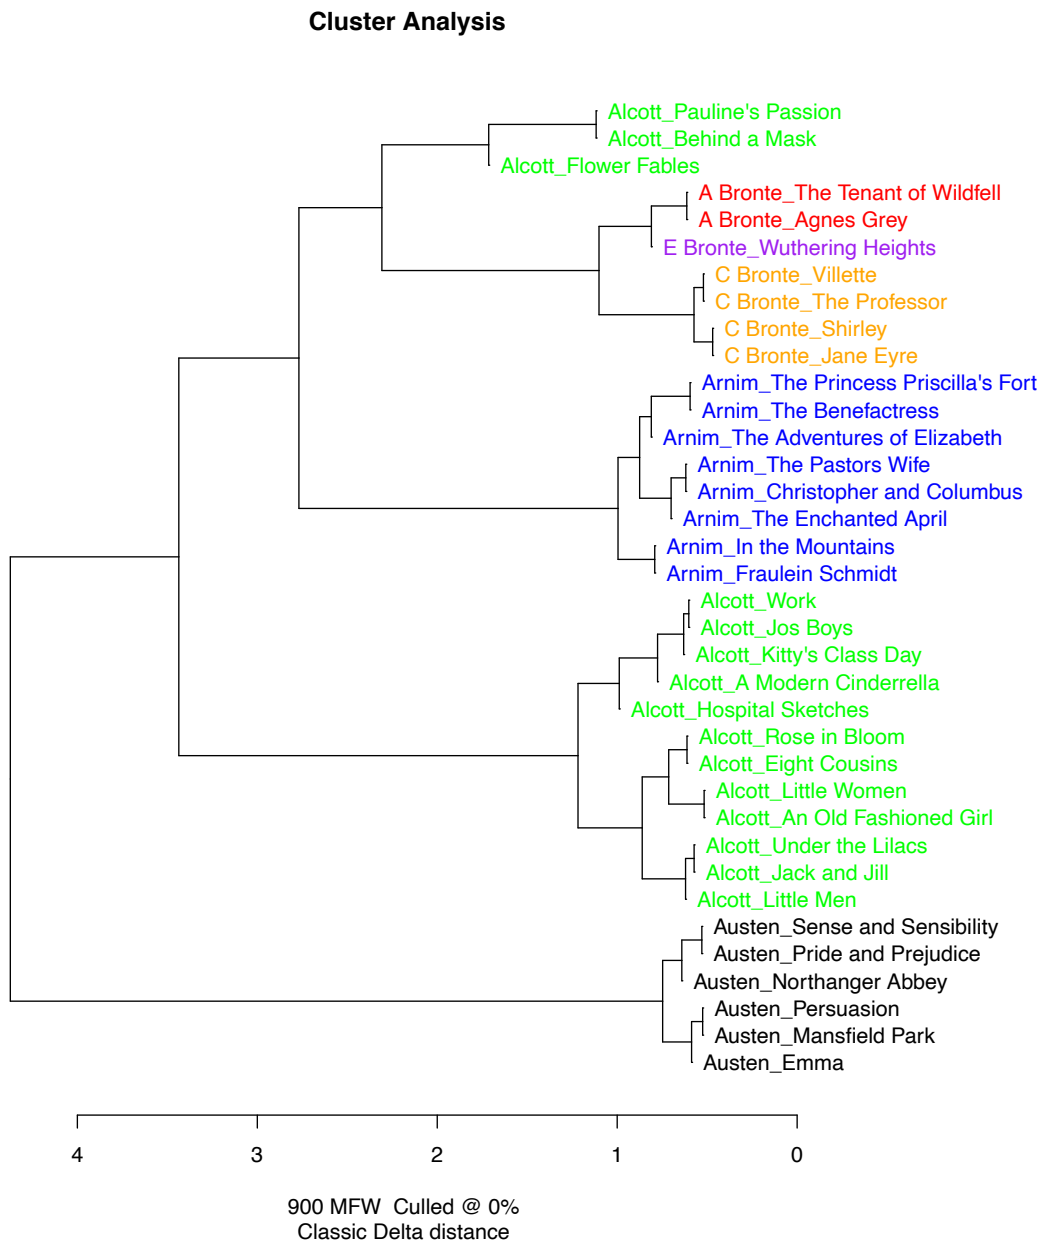 Cluster Analysis
Alcott_Pauline's Passion
Alcott_Behind a Mask
Alcott_Flower Fables
A Bronte_The Tenant of Wildfell
A Bronte_Agnes Grey
E Bronte_Wuthering Heights
C Bronte_Villette
C Bronte_The Professor
C Bronte_Shirley
C Bronte_Jane Eyre
Arnim_The Princess Priscilla's Fort
Arnim_The Benefactress
Arnim_The Adventures of Elizabeth
Arnim_The Pastors Wife
Arnim_Christopher and Columbus
Arnim_The Enchanted April
Arnim_In the Mountains
Arnim_Fraulein Schmidt
Alcott_Work
Alcott_Jos Boys
Alcott_Kitty's Class Day
Alcott_A Modern Cinderrella
Alcott_Hospital Sketches
Alcott_Rose in Bloom
Alcott_Eight Cousins
Alcott_Little Women
Alcott_An Old Fashioned Girl
Alcott_Under the Lilacs
Alcott_Jack and Jill
Alcott_Little Men
Austen_Sense and Sensibility
Austen_Pride and Prejudice
Austen_Northanger Abbey
Austen_Persuasion
Austen_Mansfield Park
Austen_Emma
4 3 2 1 0
900 MFW Culled @ 0%
Classic Delta distance